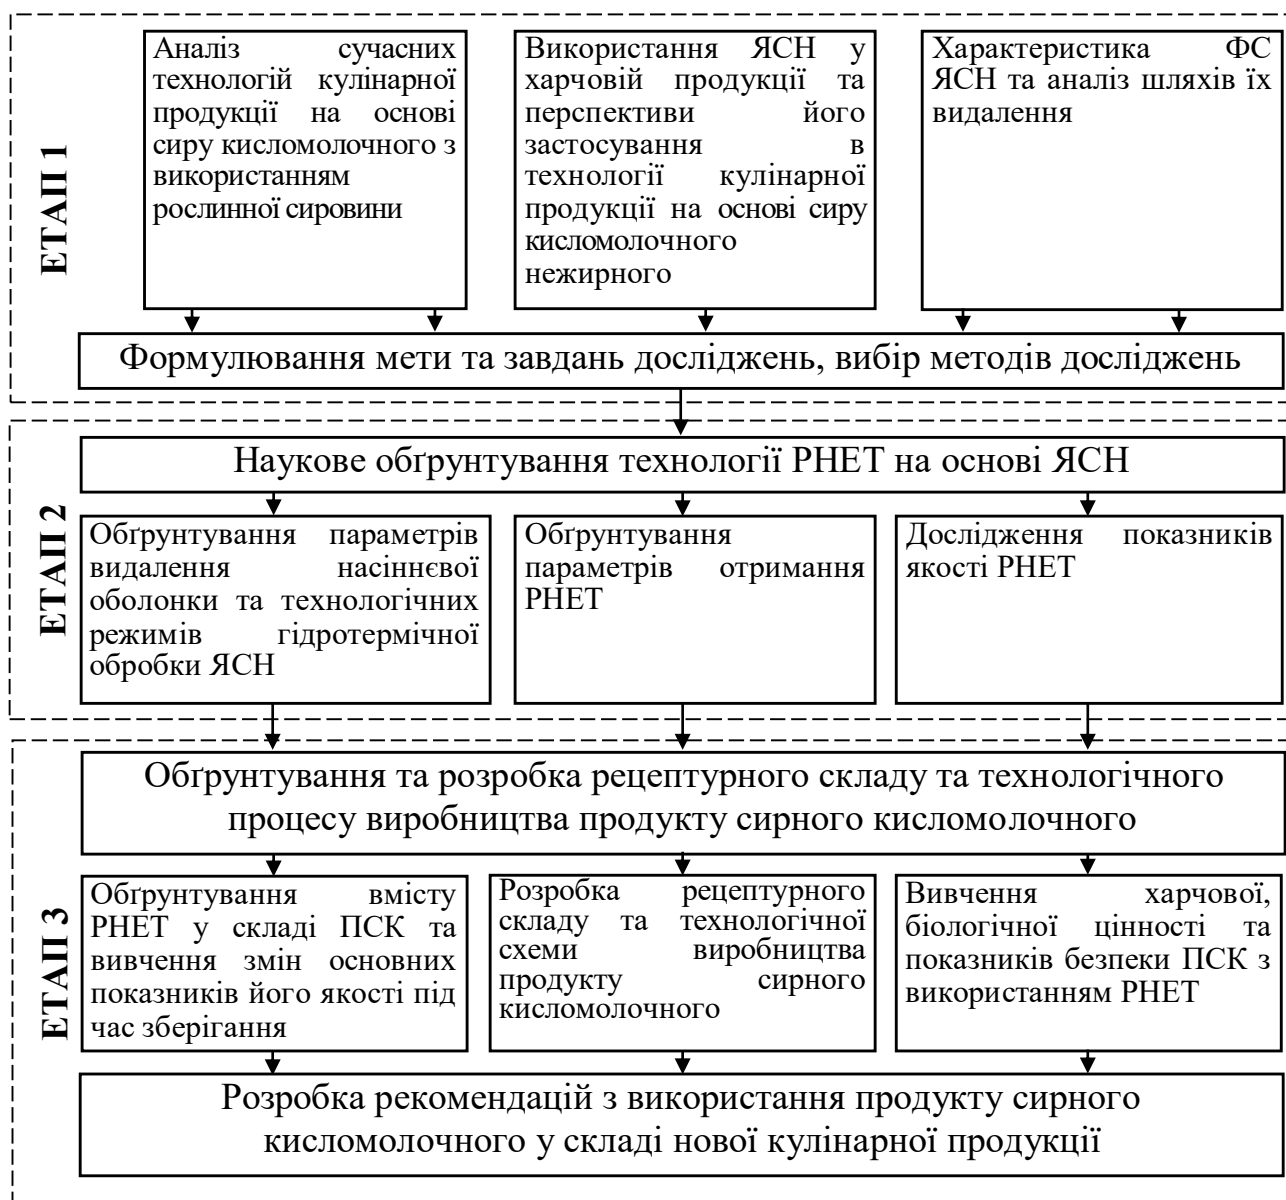 ЕТАП 1
Аналіз сучасних
технологій кулінарної
продукції на основі
сиру кисломолочного з
використанням
рослинної сировини
Використання ЯСН у
харчовій продукції та
перспективи його
застосування в
технології кулінарної
продукції на основі сиру
кисломолочного
нежирного
Характеристика ФС
ЯСН та аналіз шляхів їх
видалення
Формулювання мети та завдань досліджень, вибір методів досліджень
ЕТАП 2
Наукове обґрунтування технології РНЕТ на основі ЯСН
Обґрунтування параметрів
видалення насіннєвої
оболонки та технологічних
режимів гідротермічної
обробки ЯСН
Обґрунтування
параметрів отримання
РНЕТ
Дослідження показників
якості РНЕТ
ЕТАП 3
Обґрунтування та розробка рецептурного складу та технологічного
процесу виробництва продукту сирного кисломолочного
Обґрунтування вмісту
РНЕТ у складі ПСК та
вивчення змін основних
показників його якості під
час зберігання
Розробка рецептурного
складу та технологічної
схеми виробництва
продукту сирного
кисломолочного
Вивчення харчової,
біологічної цінності та
показників безпеки ПСК з
використанням РНЕТ
Розробка рекомендацій з використання продукту сирного
кисломолочного у складі нової кулінарної продукції